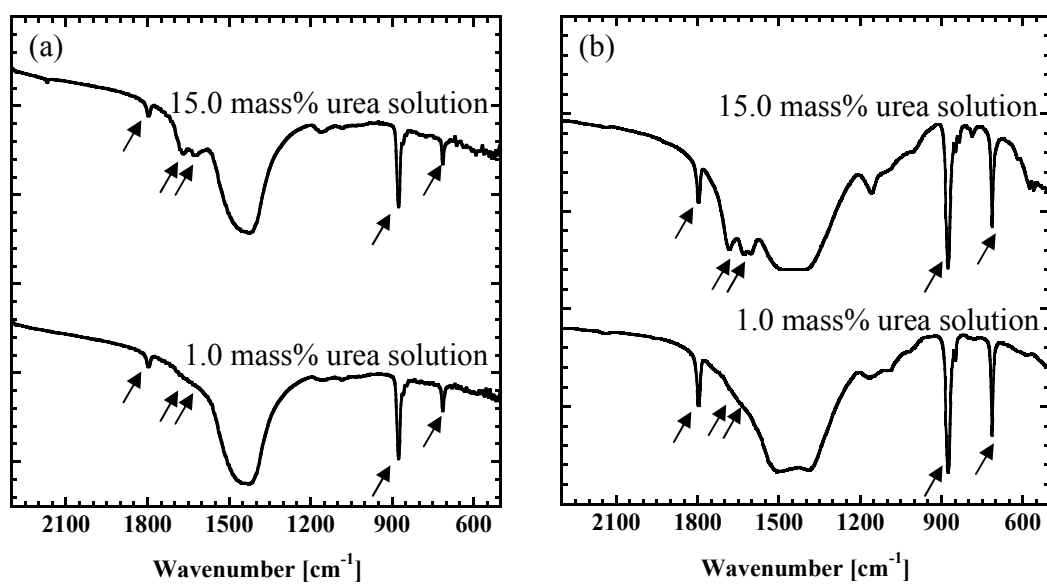 (a)
15.0 mass% urea solution
1.0 mass% urea solution
2100 1800 1500 1200 900 600
Wavenumber [cm⁻¹]
(b)
15.0 mass% urea solution
1.0 mass% urea solution
2100 1800 1500 1200 900 600
Wavenumber [cm⁻¹]